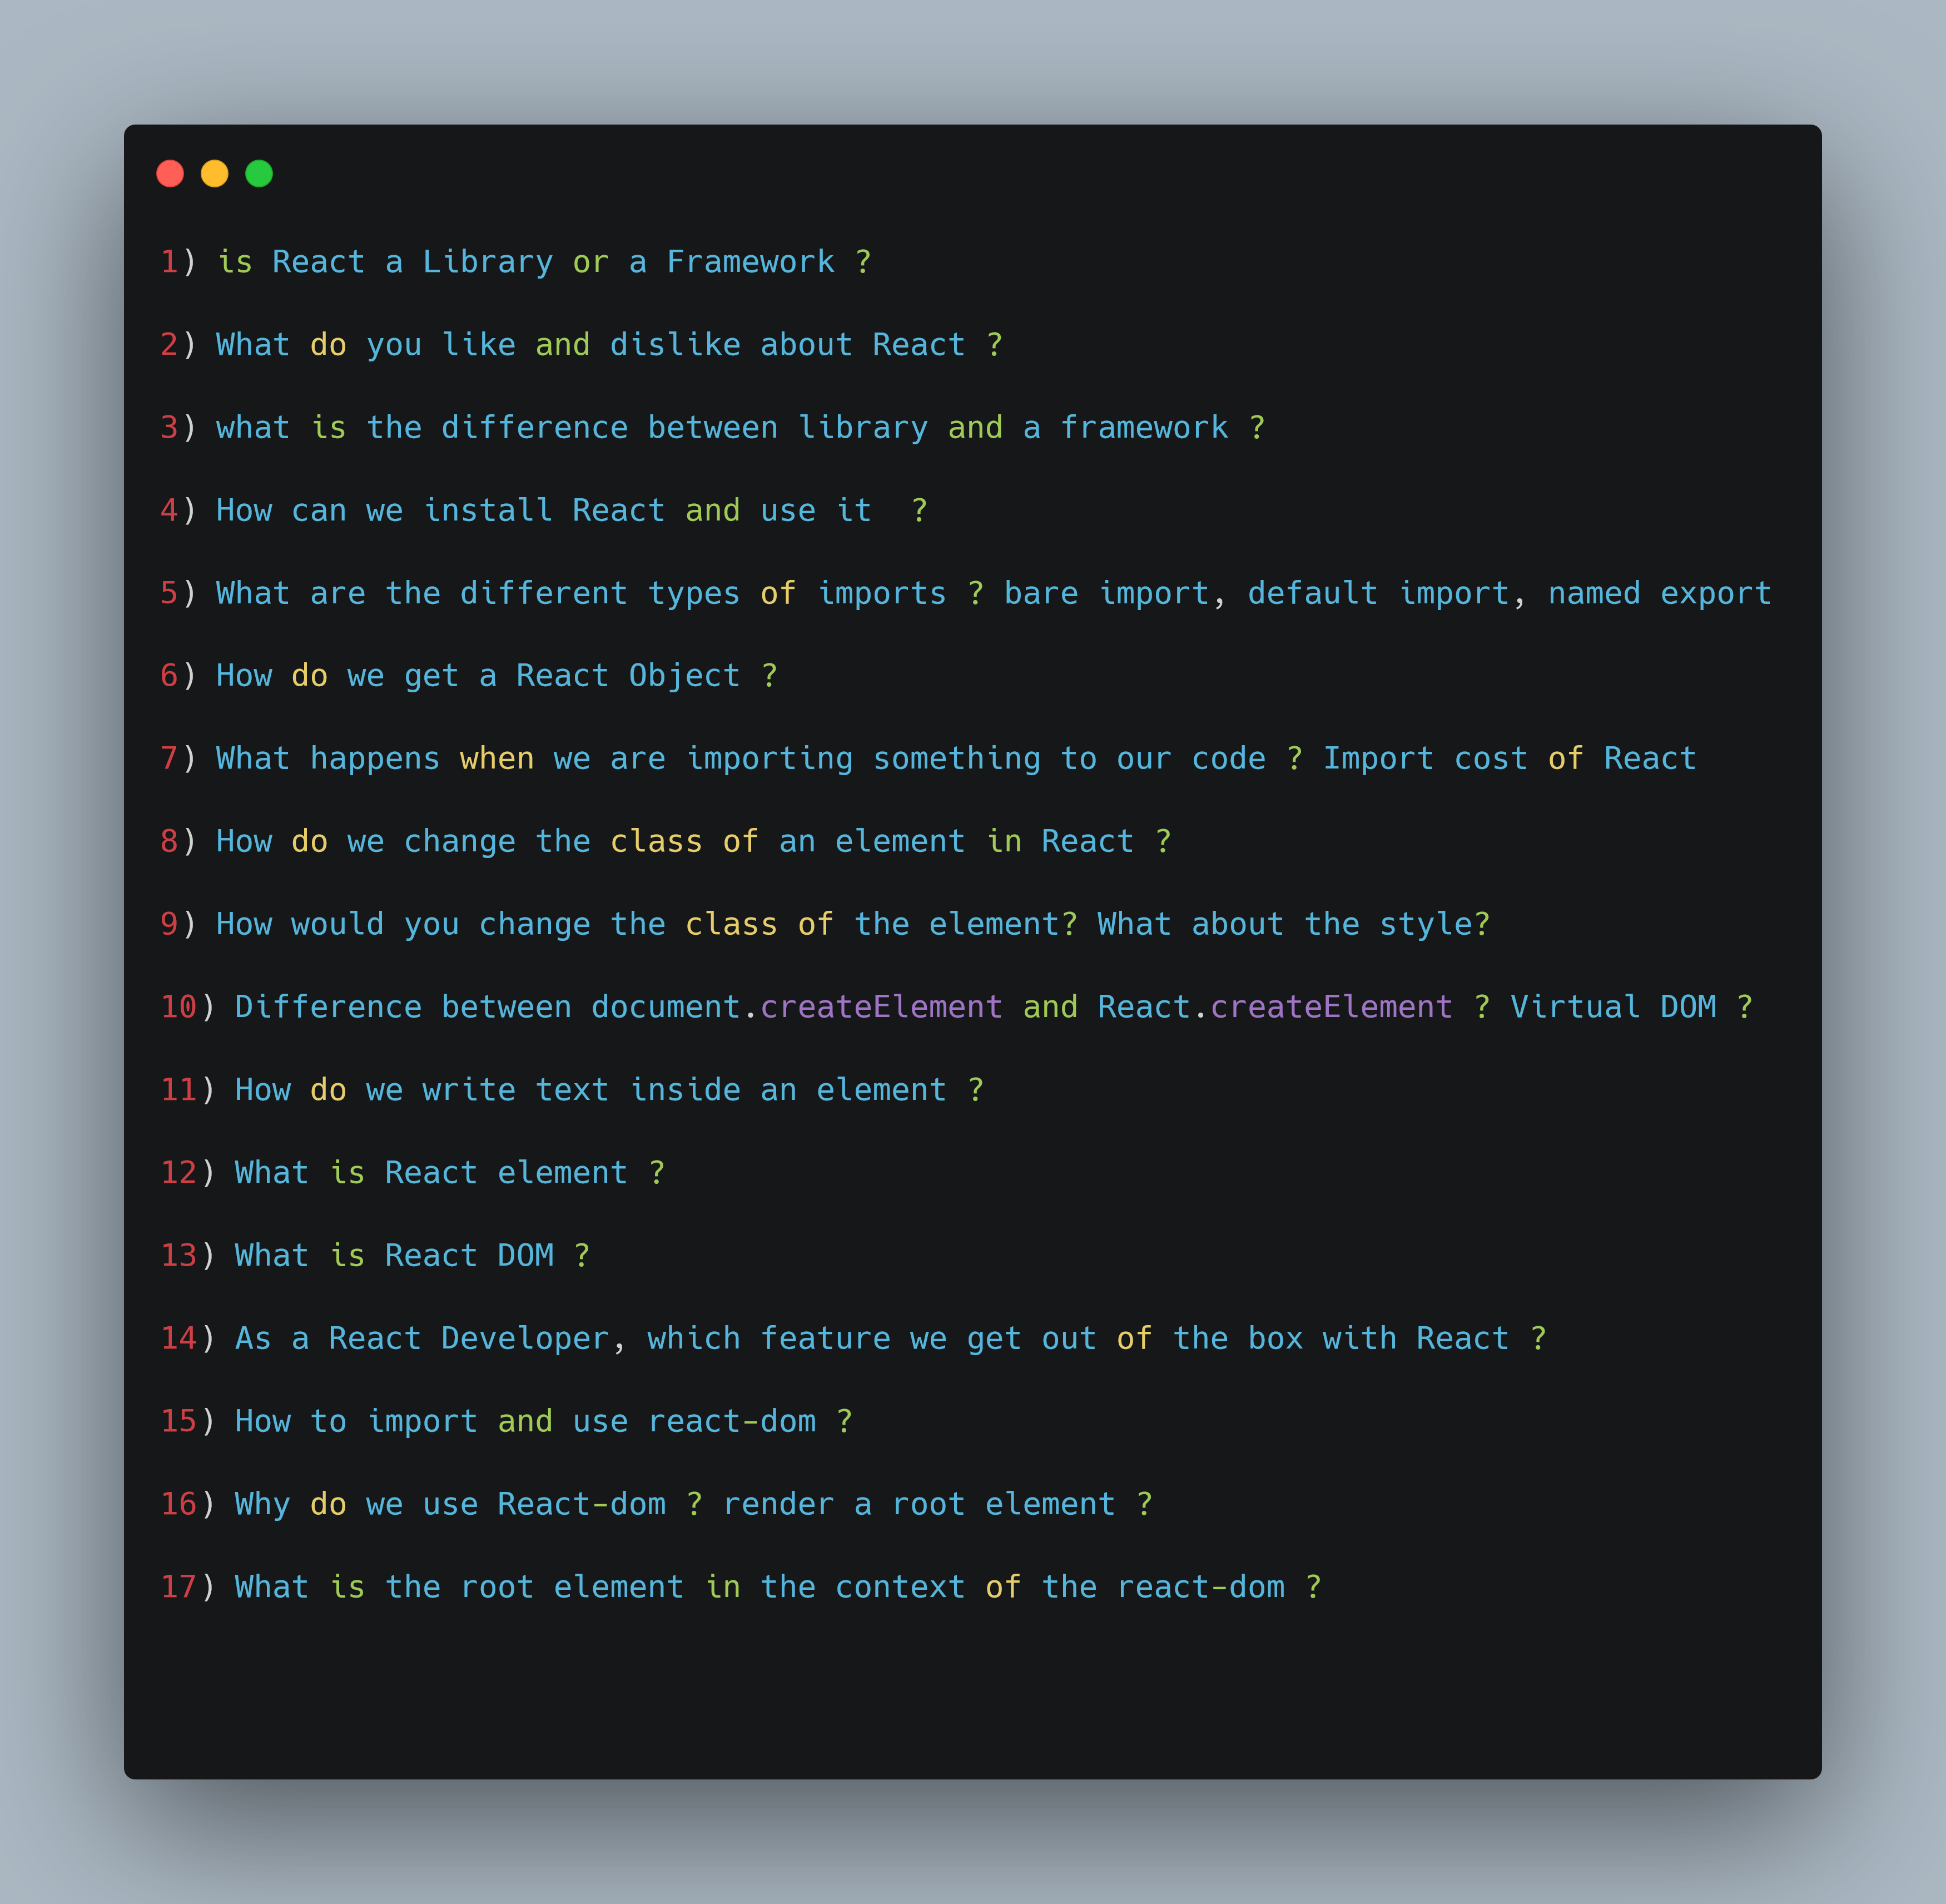 1) is React a Library or a Framework ?
2) What do you like and dislike about React ?
3) what is the difference between library and a framework ?
4) How can we install React and use it  ?
5) What are the different types of imports ? bare import, default import, named export
6) How do we get a React Object ?
7) What happens when we are importing something to our code ? Import cost of React
8) How do we change the class of an element in React ?
9) How would you change the class of the element? What about the style?
10) Difference between document.createElement and React.createElement ? Virtual DOM ?
11) How do we write text inside an element ?
12) What is React element ?
13) What is React DOM ?
14) As a React Developer, which feature we get out of the box with React ?
15) How to import and use react-dom ?
16) Why do we use React-dom ? render a root element ?
17) What is the root element in the context of the react-dom ?